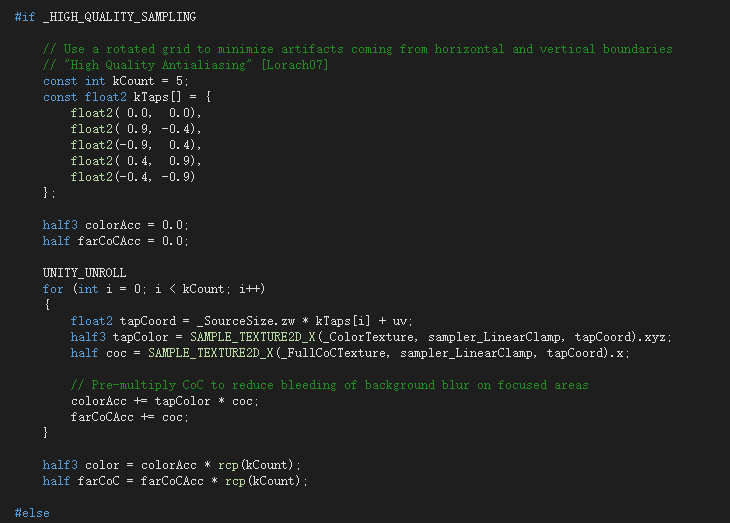 #if _HIGH_QUALITY_SAMPLING
// Use a rotated grid to minimize artifacts coming from horizontal and vertical boundaries
// "High Quality Antialiasing" [Lorach07]
const int kCount = 5;
const float2 kTaps[] = {
float2( 0.0,  0.0),
float2( 0.9, -0.4),
float2(-0.9,  0.4),
float2( 0.4,  0.9),
float2(-0.4, -0.9)
};
half3 colorAcc = 0.0;
half farCoCAcc = 0.0;
UNITY_UNROLL
for (int i = 0; i < kCount; i++)
{
float2 tapCoord = _SourceSize.zw * kTaps[i] + uv;
half3 tapColor = SAMPLE_TEXTURE2D_X(_ColorTexture, sampler_LinearClamp, tapCoord).xyz;
half coc = SAMPLE_TEXTURE2D_X(_FullCoCTexture, sampler_LinearClamp, tapCoord).x;
// Pre-multiply CoC to reduce bleeding of background blur on focused areas
colorAcc += tapColor * coc;
farCoCAcc += coc;
}
half3 color = colorAcc * rcp(kCount);
half farCoC = farCoCAcc * rcp(kCount);
#else